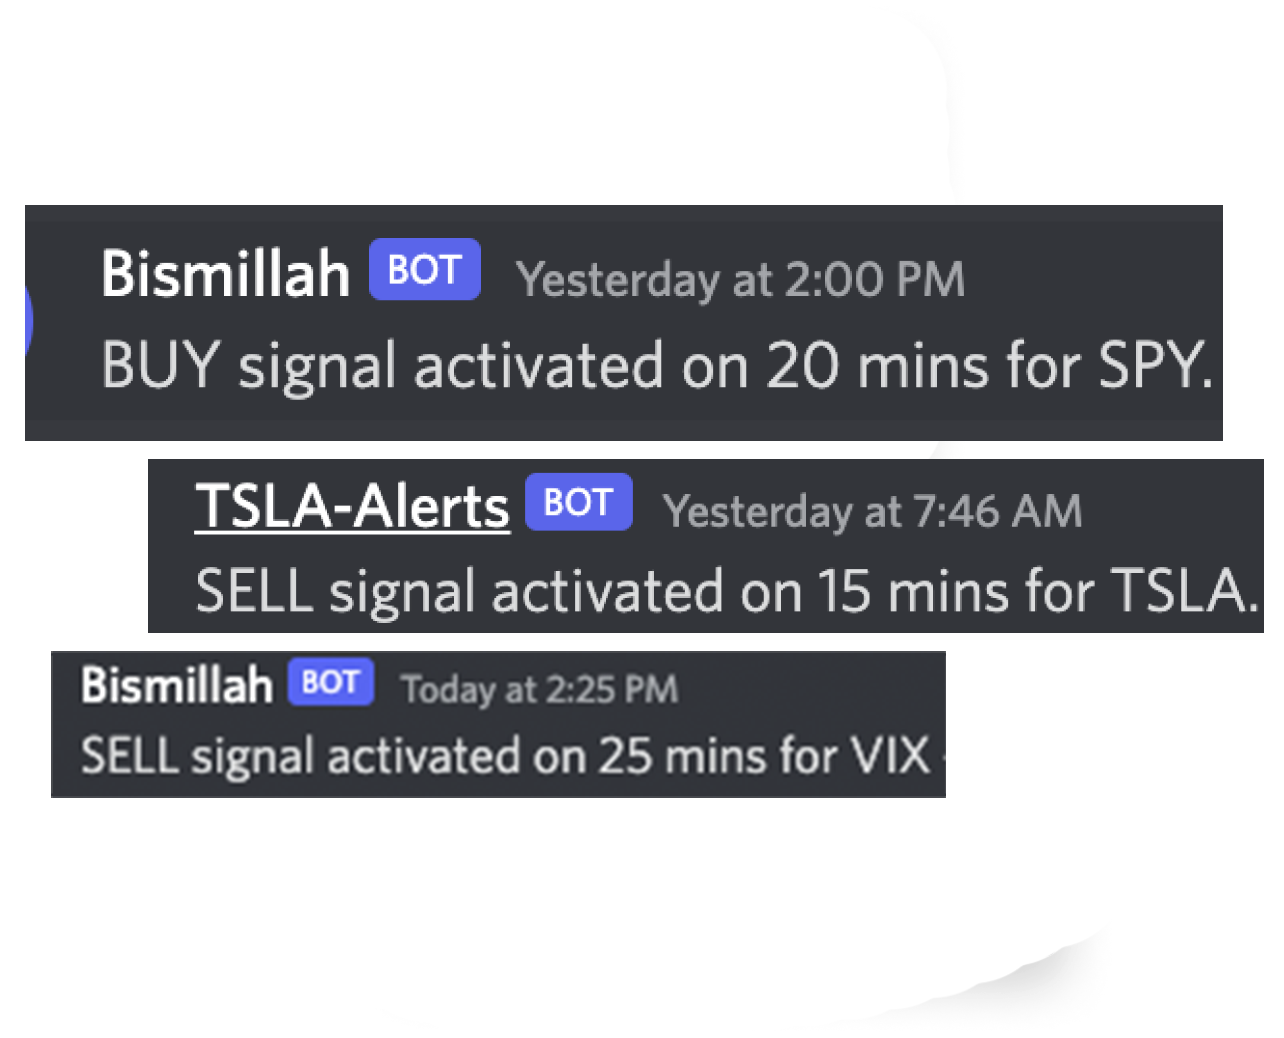 Bismillah BOT Yesterday at 2:00 PM
BUY signal activated on 20 mins for SPY.
TSLA-Alerts BOT Yesterday at 7:46 AM
SELL signal activated on 15 mins for TSLA.
Bismillah BOT Today at 2:25 PM
SELL signal activated on 25 mins for VIX